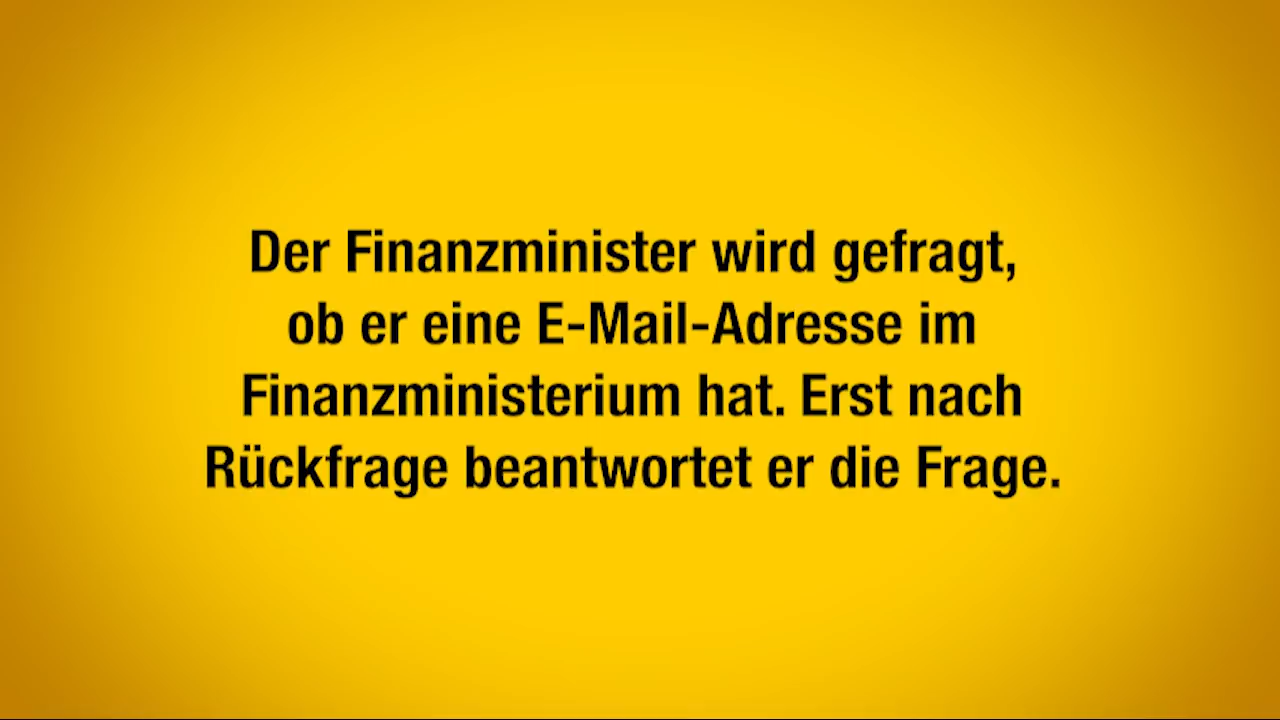 Der Finanzminister wird gefragt,
ob er eine E-Mail-Adresse im
Finanzministerium hat. Erst nach
Rückfrage beantwortet er die Frage.